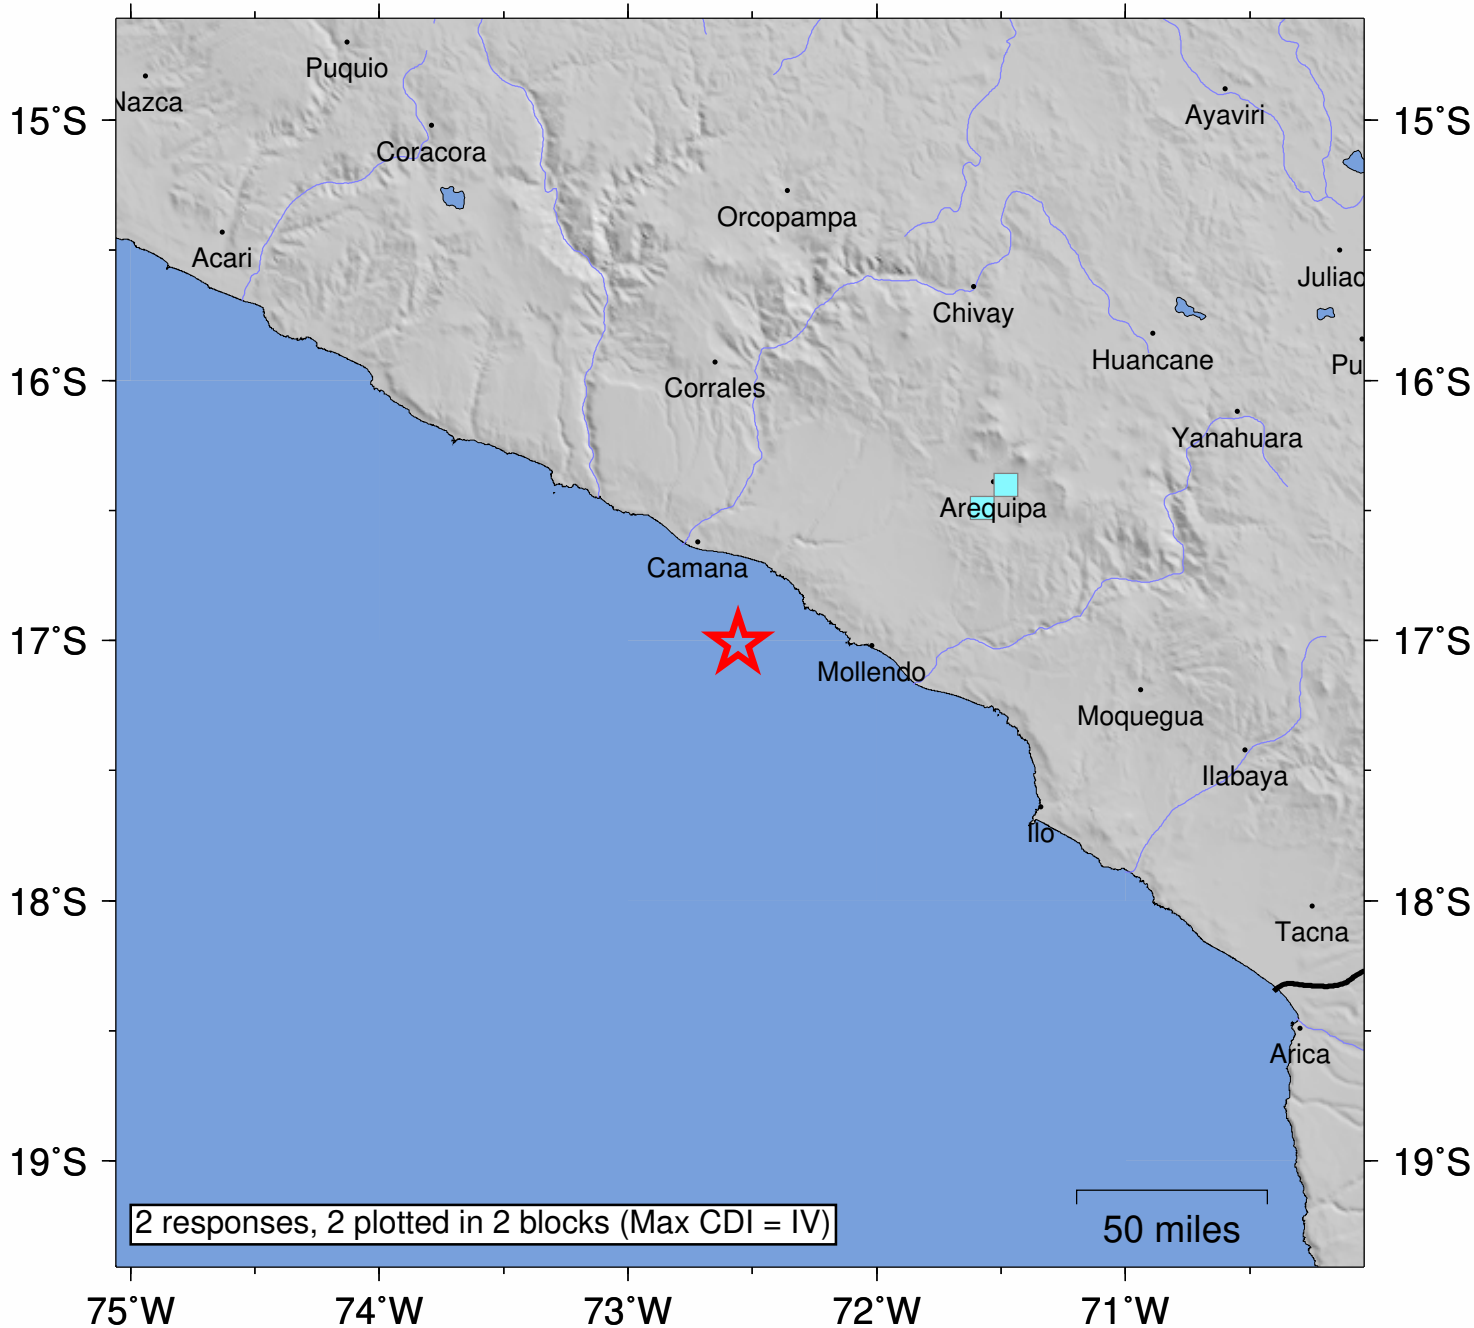 Puquio
Nazca
15°S
15°S
Ayaviri
Coracora
Orcopampa
Acari
Juliac
Chivay
Huancane
Pu
16°S
16°S
Corrales
Yanahuara
Arequipa
Camana
17°S
17°S
Mollendo
Moquegua
Ilabaya
Ilo
18°S
18°S
Tacna
Arica
19°S
19°S
2 responses, 2 plotted in 2 blocks (Max CDI = IV)
50 miles
75°W
74°W
73°W
72°W
71°W